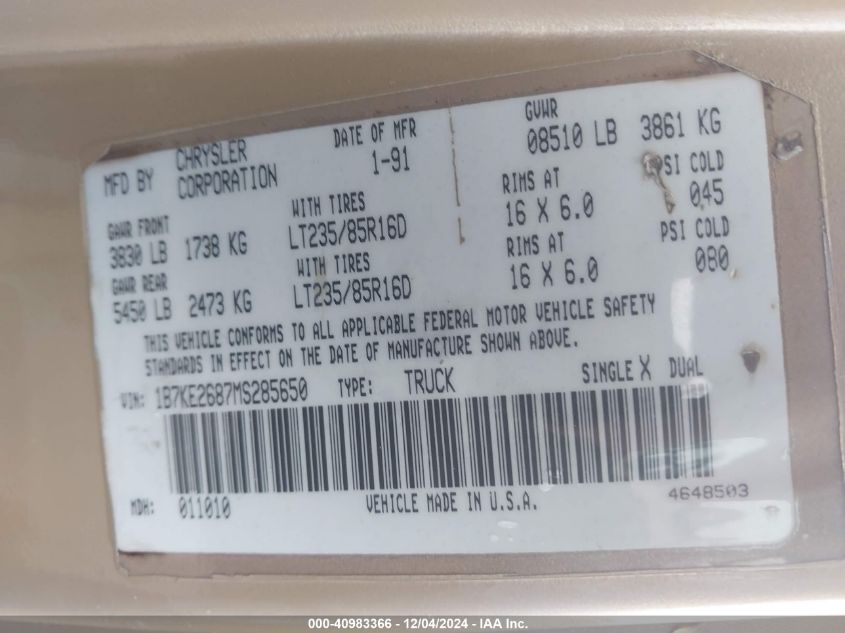 MFD BY CHRYSLER CORPORATION DATE OF MFR 1-91 GVWR 08510 LB 3861 KG
GAWR FRONT 3830 LB 1738 KG WITH TIRES LT235/85R16D RIMS AT 16 X 6.0 PSI COLD 045
GAWR REAR 5450 LB 2473 KG WITH TIRES LT235/85R16D RIMS AT 16 X 6.0 PSI COLD 080
THIS VEHICLE CONFORMS TO ALL APPLICABLE FEDERAL MOTOR VEHICLE SAFETY
STANDARDS IN EFFECT ON THE DATE OF MANUFACTURE SHOWN ABOVE.
VIN: 1B7KE2687MS285650 TYPE: TRUCK SINGLE X DUAL
MDH: 011010 VEHICLE MADE IN U.S.A. 4648503
000-40983366 - 12/04/2024 - IAA Inc.